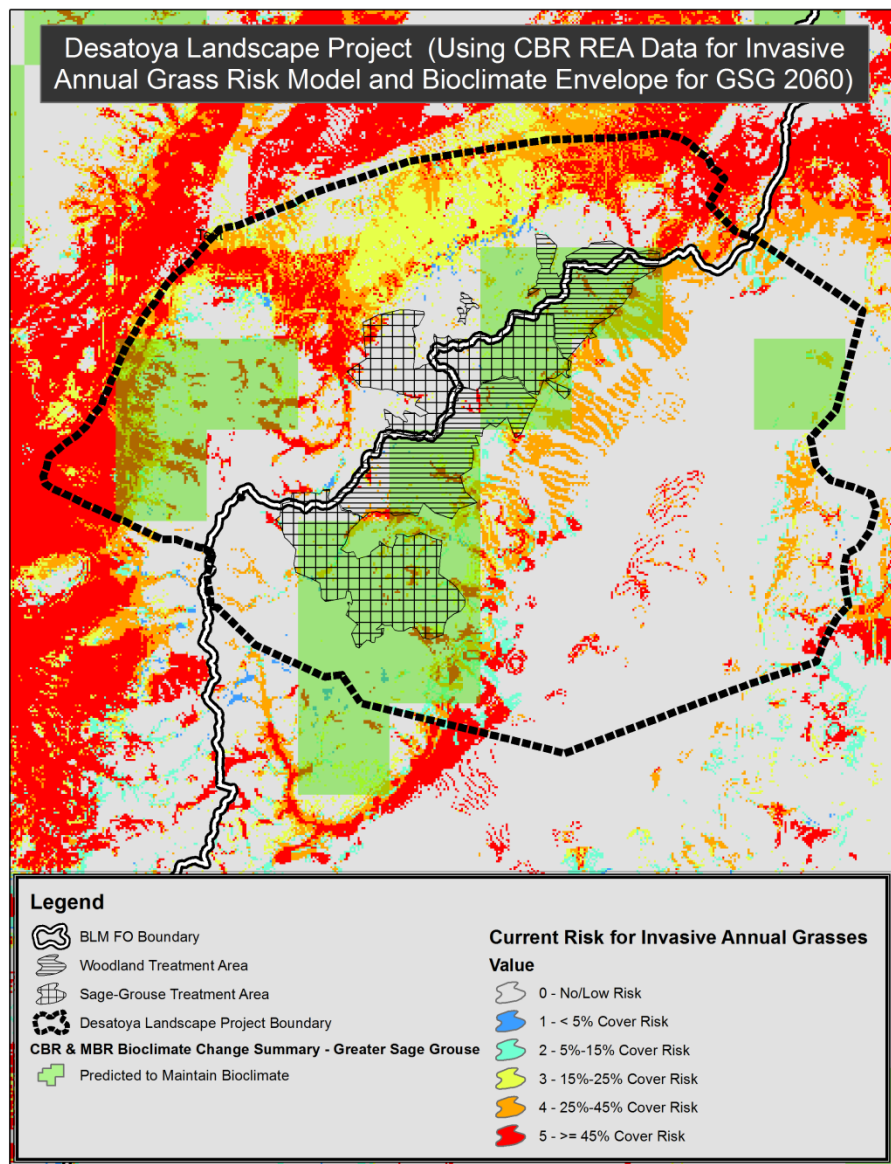 Desatoya Landscape Project (Using CBR REA Data for Invasive
Annual Grass Risk Model and Bioclimate Envelope for GSG 2060)
Legend
BLM FO Boundary
Woodland Treatment Area
Sage-Grouse Treatment Area
Desatoya Landscape Project Boundary
CBR & MBR Bioclimate Change Summary - Greater Sage Grouse
Predicted to Maintain Bioclimate
Current Risk for Invasive Annual Grasses
Value
0 - No/Low Risk
1 - < 5% Cover Risk
2 - 5%-15% Cover Risk
3 - 15%-25% Cover Risk
4 - 25%-45% Cover Risk
5 - >= 45% Cover Risk